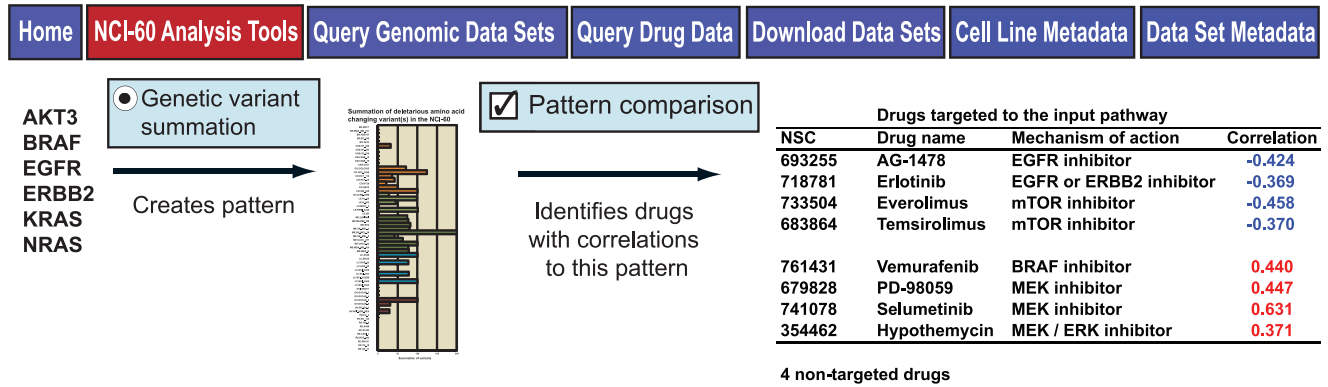 Home NCI-60 Analysis Tools Query Genomic Data Sets Query Drug Data Download Data Sets Cell Line Metadata Data Set Metadata
AKT3
BRAF
EGFR
ERBB2
KRAS
NRAS
Genetic variant
summation
Creates pattern
Summation of deletarious amino acid
changing variant(s) in the NCI-60
Summation of variants
Pattern comparison
Identifies drugs
with correlations
to this pattern
Drugs targeted to the input pathway
NSC Drug name Mechanism of action Correlation
693255 AG-1478 EGFR inhibitor -0.424
718781 Erlotinib EGFR or ERBB2 inhibitor -0.369
733504 Everolimus mTOR inhibitor -0.458
683864 Temsirolimus mTOR inhibitor -0.370
761431 Vemurafenib BRAF inhibitor 0.440
679828 PD-98059 MEK inhibitor 0.447
741078 Selumetinib MEK inhibitor 0.631
354462 Hypothemycin MEK / ERK inhibitor 0.371
4 non-targeted drugs